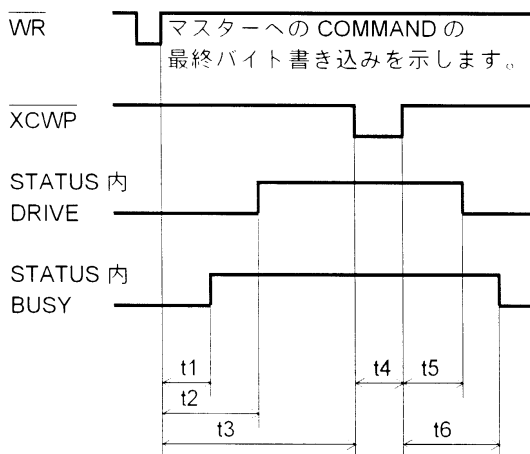 WR
マスターへの COMMAND の
最終バイト書き込みを示します。
XCWP
STATUS 内
DRIVE
STATUS 内
BUSY
t1
t4
t5
t2
t3
t6